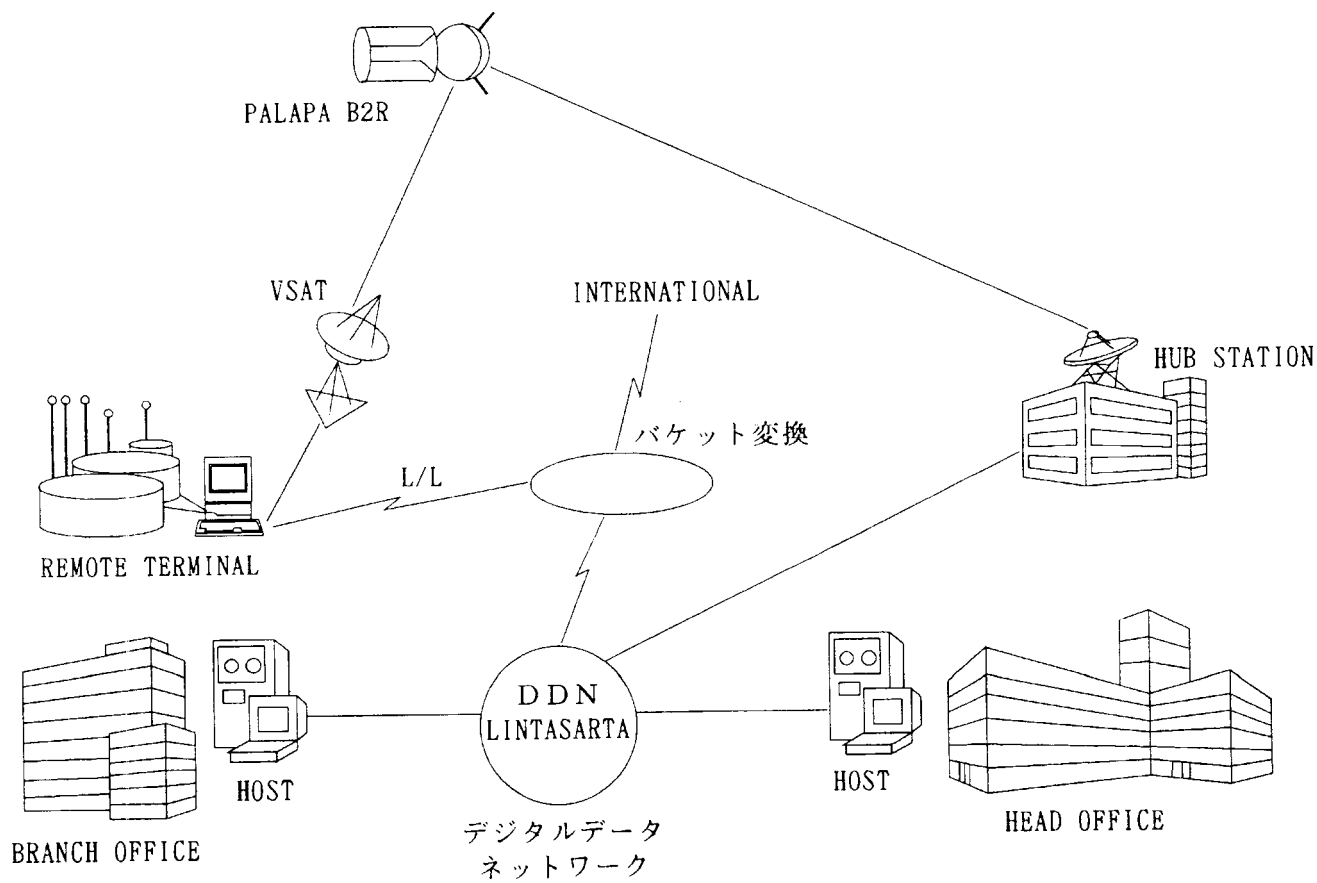 PALAPA B2R
VSAT
INTERNATIONAL
HUB STATION
パケット変換
L/L
REMOTE TERMINAL
DDN
LINTASARTA
HOST
HOST
HEAD OFFICE
BRANCH OFFICE
デジタルデータ
ネットワーク